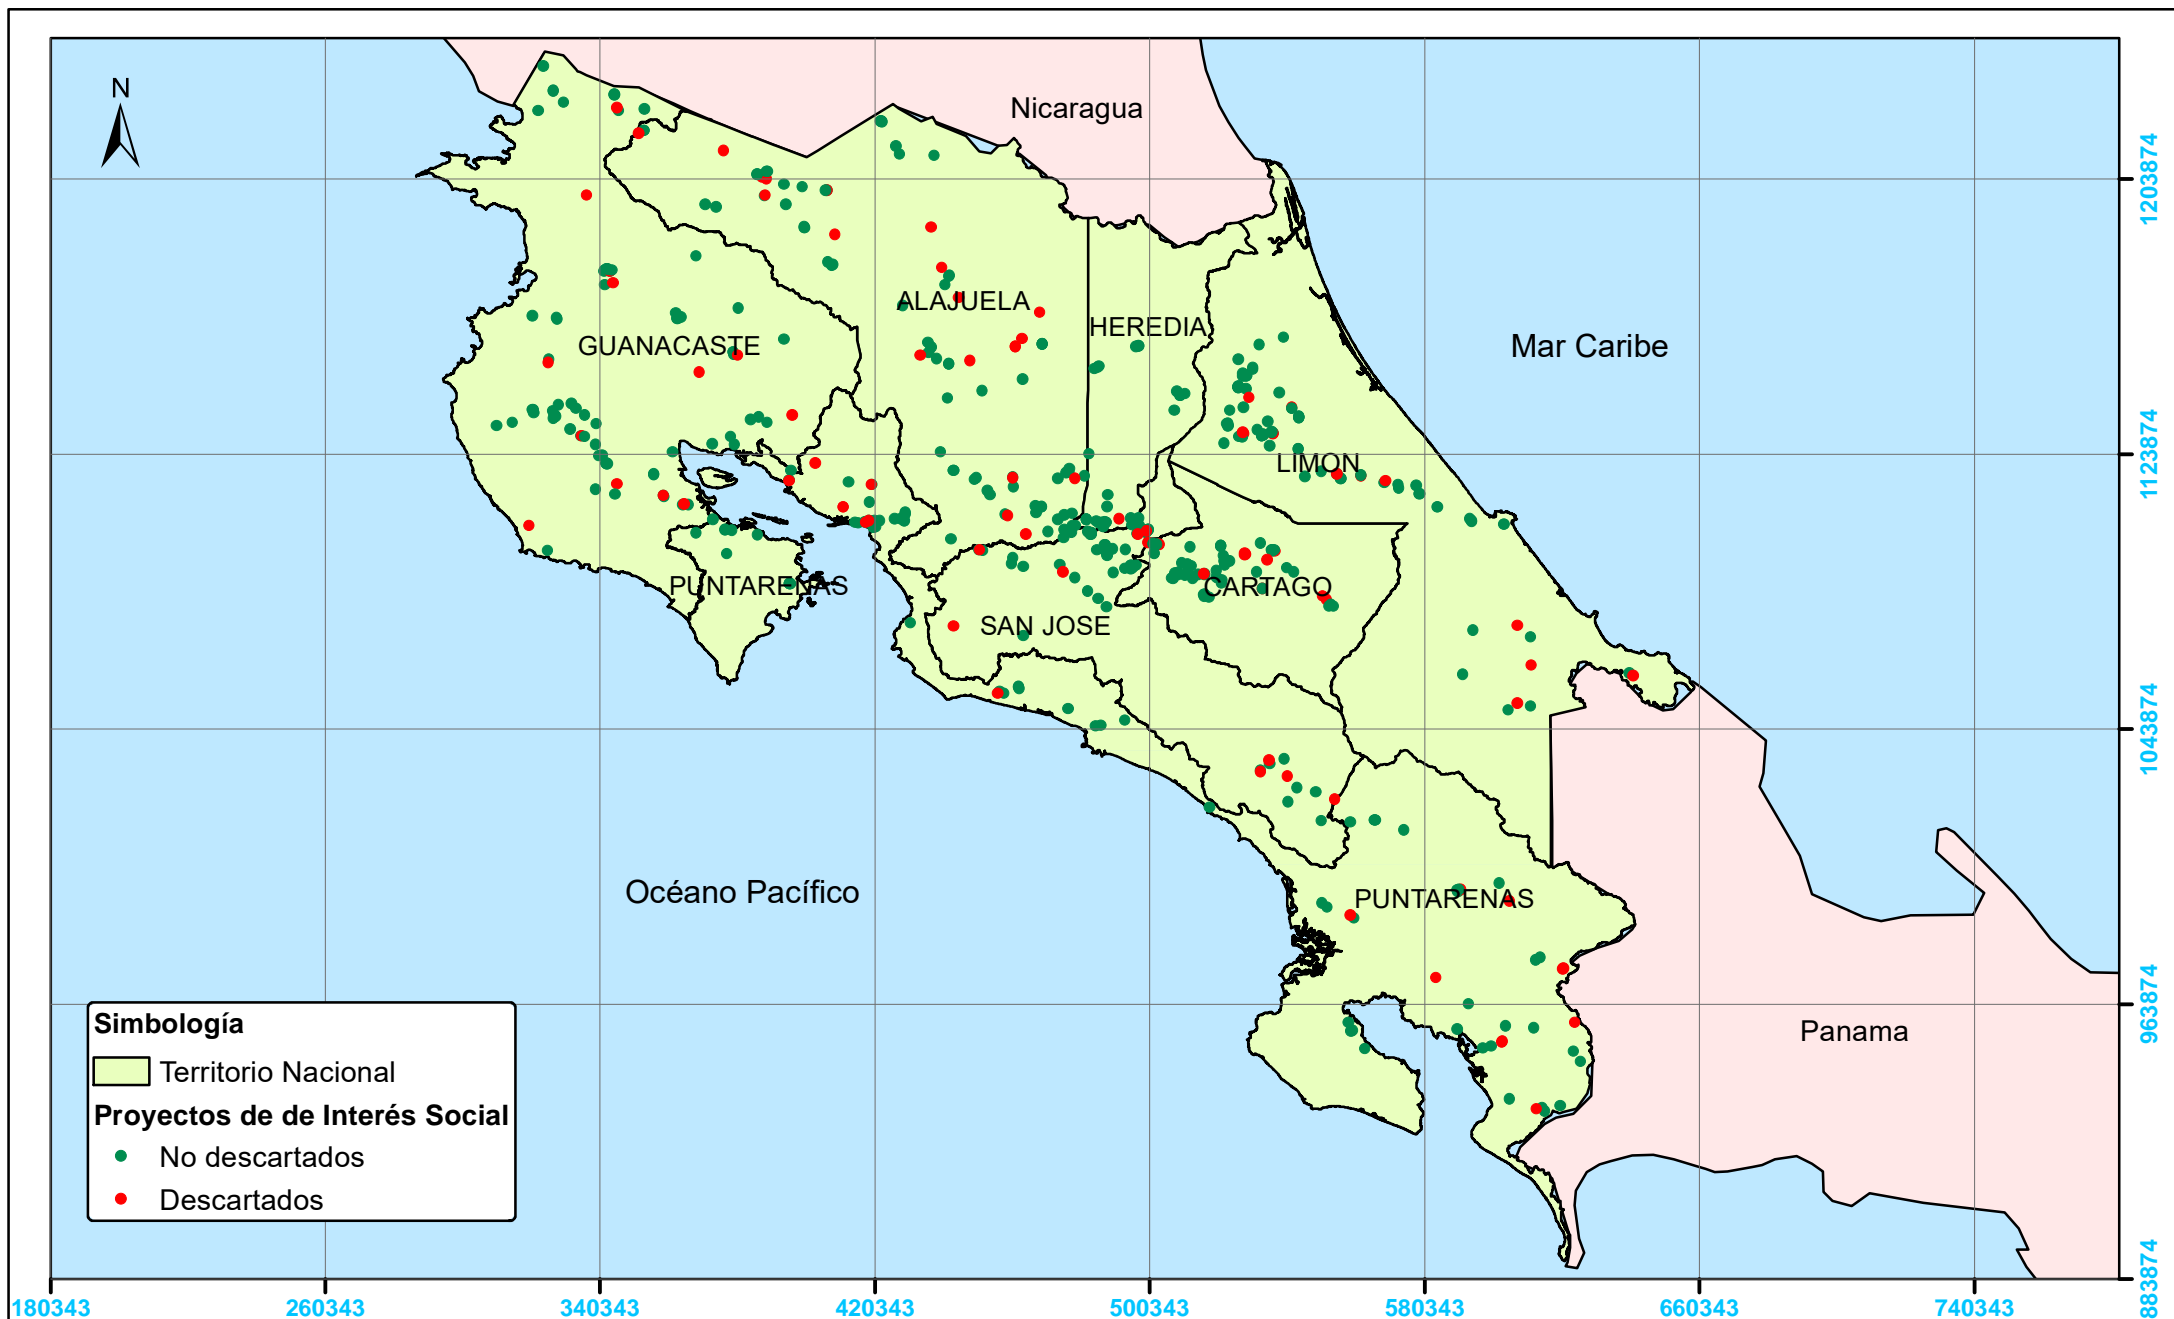 N
Nicaragua
1203874
ALAJUELA
HEREDIA
GUANACASTE
Mar Caribe
1123874
LIMON
PUNTARENAS
CARTAGO
SAN JOSE
1043874
Océano Pacífico
PUNTARENAS
963874
Panama
Simbología
Territorio Nacional
Proyectos de de Interés Social
No descartados
Descartados
883874
180343 260343 340343 420343 500343 580343 660343 740343